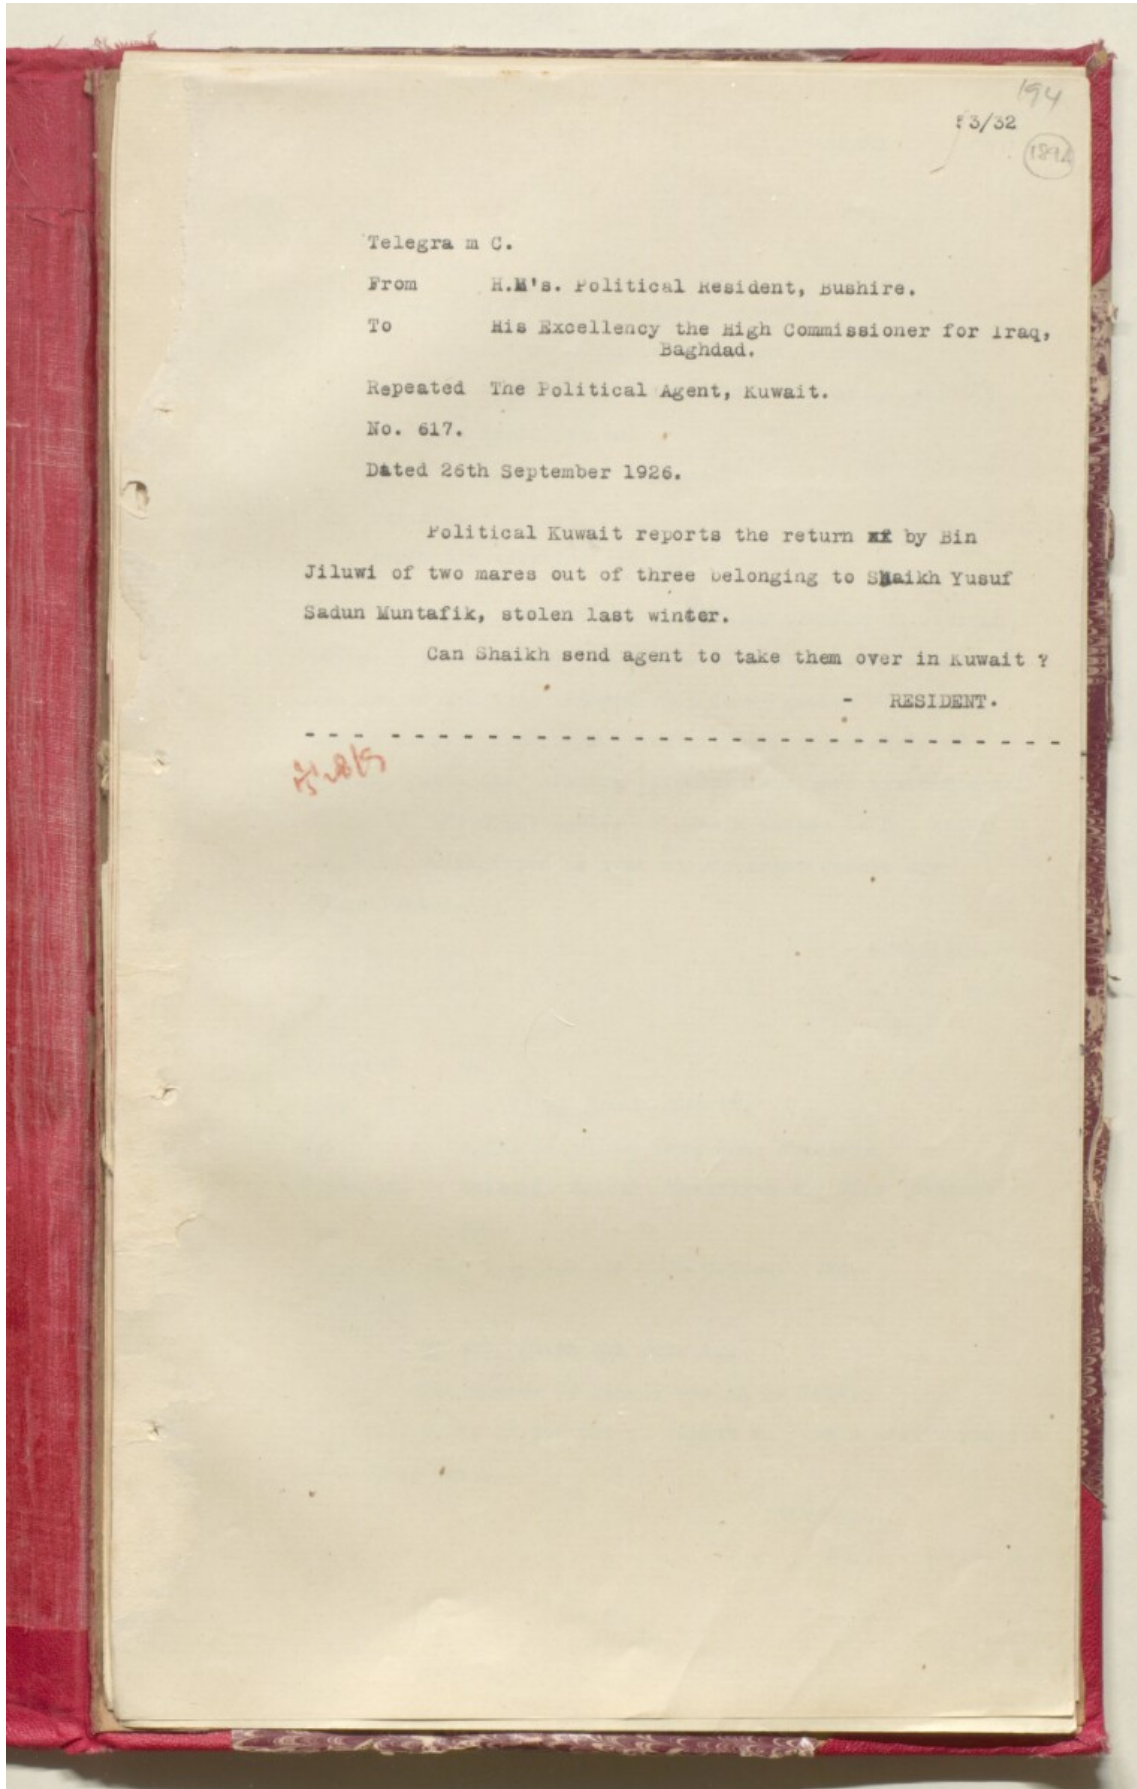 194
53/32
189A
Telegra m C.
From H.M's. Political Resident, Bushire.
To His Excellency the High Commissioner for Iraq,
Baghdad.
Repeated The Political Agent, Kuwait.
No. 617.
Dated 26th September 1926.
Political Kuwait reports the return by Bin
Jiluwi of two mares out of three belonging to Shaikh Yusuf
Sadun Muntafik, stolen last winter.
Can Shaikh send agent to take them over in Kuwait ?
- RESIDENT.